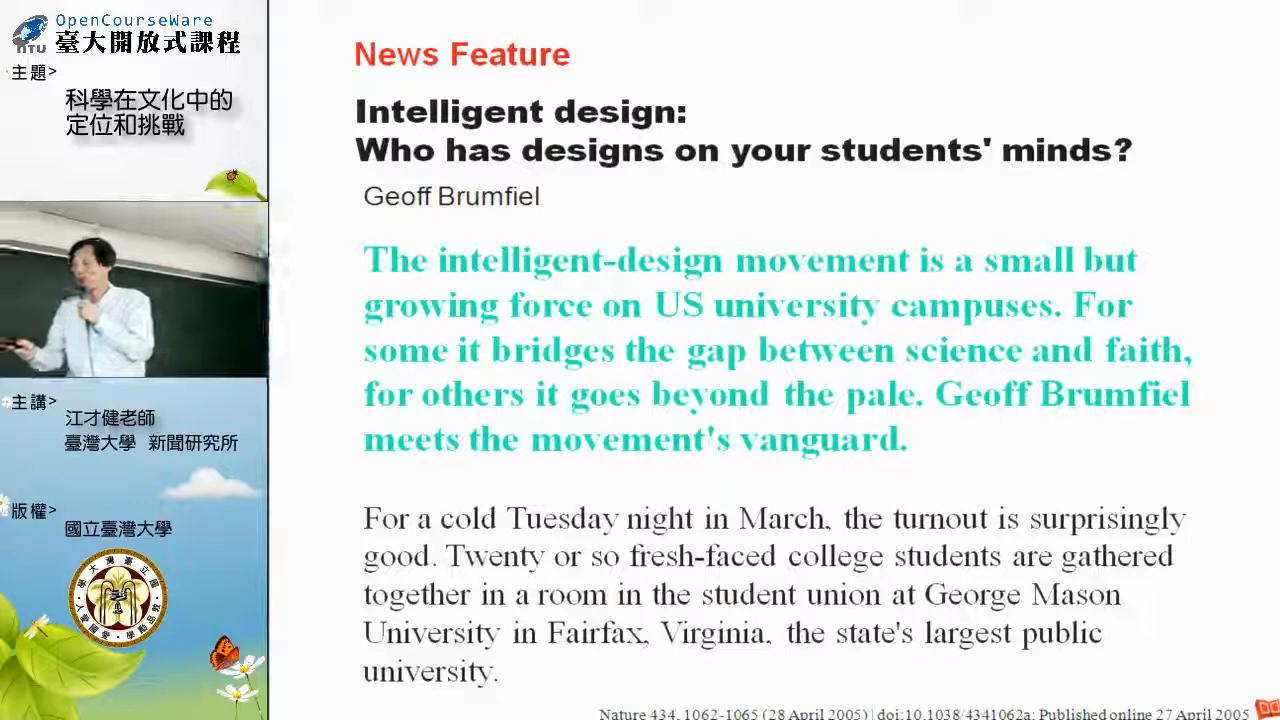 OpenCourseWare
NTU
臺大開放式課程
主題>
科學在文化中的
定位和挑戰
主講>
江才健老師
臺灣大學 新聞研究所
版權>
國立臺灣大學
News Feature
Intelligent design:
Who has designs on your students' minds?
Geoff Brumfiel
The intelligent-design movement is a small but
growing force on US university campuses. For
some it bridges the gap between science and faith,
for others it goes beyond the pale. Geoff Brumfiel
meets the movement's vanguard.
For a cold Tuesday night in March, the turnout is surprisingly
good. Twenty or so fresh-faced college students are gathered
together in a room in the student union at George Mason
University in Fairfax, Virginia, the state's largest public
university.
Nature 434, 1062-1065 (28 April 2005) | doi:10.1038/4341062a; Published online 27 April 2005